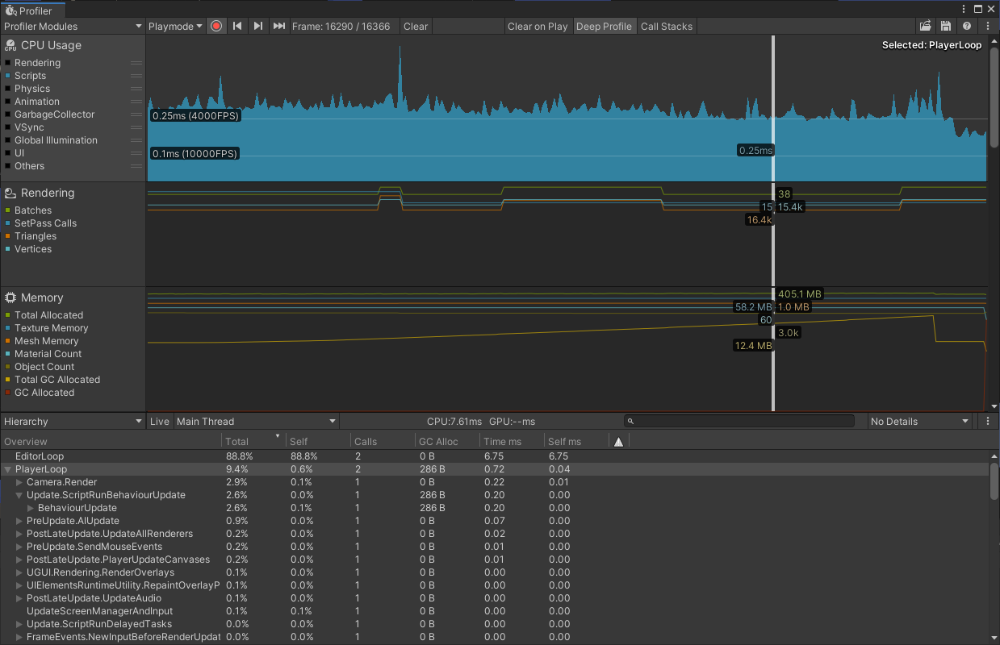 Profiler
Profiler Modules Playmode Frame: 16290 / 16366 Clear Clear on Play Deep Profile Call Stacks
CPU Usage
Selected: PlayerLoop
Rendering
Scripts
Physics
Animation
GarbageCollector
VSync
Global Illumination
UI
Others
0.25ms (4000FPS)
0.1ms (10000FPS)
0.25ms
Rendering
Batches
SetPass Calls
Triangles
Vertices
38
15 15.4k
16.4k
Memory
Total Allocated
Texture Memory
Mesh Memory
Material Count
Object Count
Total GC Allocated
GC Allocated
405.1 MB
58.2 MB 1.0 MB
60
3.0k
12.4 MB
Hierarchy Live Main Thread CPU:7.61ms GPU:--ms No Details
Overview Total Self Calls GC Alloc Time ms Self ms
EditorLoop 88.8% 88.8% 2 0 B 6.75 6.75
PlayerLoop 9.4% 0.6% 2 286 B 0.72 0.04
Camera.Render 2.9% 0.1% 1 0 B 0.22 0.01
Update.ScriptRunBehaviourUpdate 2.6% 0.0% 1 286 B 0.20 0.00
BehaviourUpdate 2.6% 0.1% 1 286 B 0.20 0.00
PreUpdate.AIUpdate 0.9% 0.0% 1 0 B 0.07 0.00
PostLateUpdate.UpdateAllRenderers 0.2% 0.0% 1 0 B 0.02 0.00
PreUpdate.SendMouseEvents 0.2% 0.0% 1 0 B 0.01 0.00
PostLateUpdate.PlayerUpdateCanvases 0.2% 0.0% 1 0 B 0.01 0.00
UGUI.Rendering.RenderOverlays 0.1% 0.0% 1 0 B 0.00 0.00
UIElementsRuntimeUtility.RepaintOverlayP 0.1% 0.0% 1 0 B 0.00 0.00
PostLateUpdate.UpdateAudio 0.1% 0.0% 1 0 B 0.00 0.00
UpdateScreenManagerAndInput 0.1% 0.1% 1 0 B 0.00 0.00
Update.ScriptRunDelayedTasks 0.0% 0.0% 1 0 B 0.00 0.00
FrameEvents.NewInputBeforeRenderUpdat 0.0% 0.0% 1 0 B 0.00 0.00